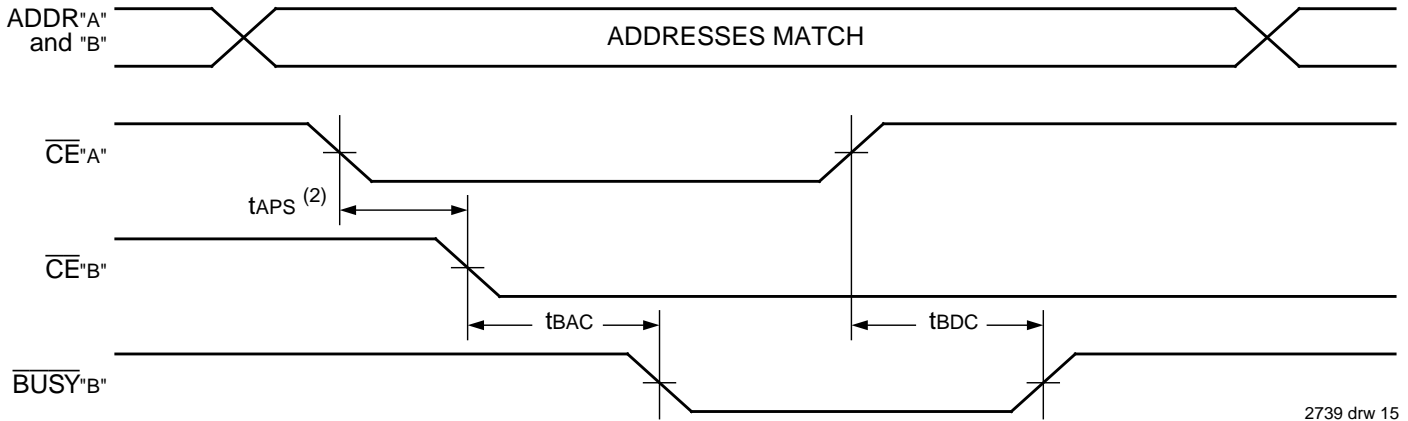 ADDR"A"
and "B"
ADDRESSES MATCH
CE"A"
tAPS (2)
CE"B"
tBAC
tBDC
BUSY"B"
2739 drw 15